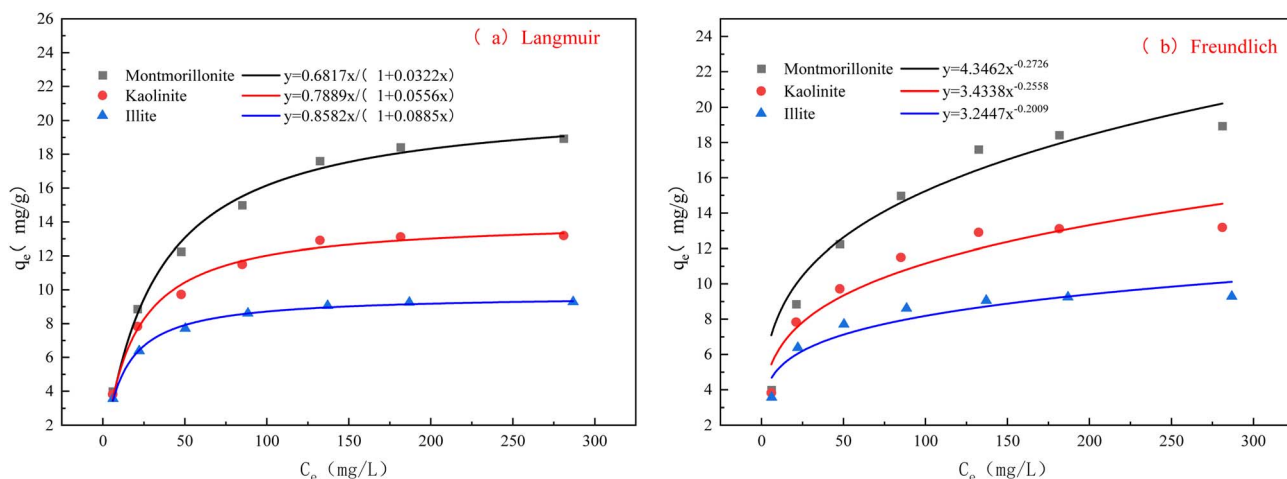 (a) Langmuir
Montmorillonite y=0.6817x/( 1+0.0322x)
Kaolinite y=0.7889x/( 1+0.0556x)
Illite y=0.8582x/( 1+0.0885x)
26
24
22
20
18
16
14
12
10
8
6
4
2
qe( mg/g)
0 50 100 150 200 250 300
Ce (mg/L)
(b) Freundlich
Montmorillonite y=4.3462x^-0.2726
Kaolinite y=3.4338x^-0.2558
Illite y=3.2447x^-0.2009
24
22
20
18
16
14
12
10
8
6
4
2
qe( mg/g)
0 50 100 150 200 250 300
Ce (mg/L)